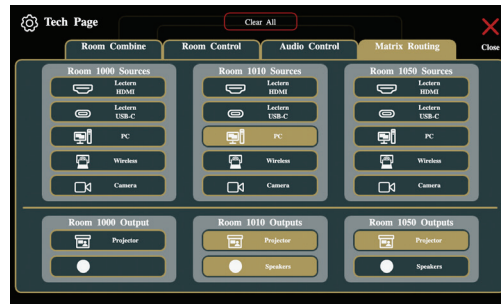 Tech Page
Clear All
Close
Room Combine
Room Control
Audio Control
Matrix Routing
Room 1000 Sources
Lectern
HDMI
Lectern
USB-C
PC
Wireless
Camera
Room 1010 Sources
Lectern
HDMI
Lectern
USB-C
PC
Wireless
Camera
Room 1050 Sources
Lectern
HDMI
Lectern
USB-C
PC
Wireless
Camera
Room 1000 Output
Projector
Room 1010 Outputs
Projector
Speakers
Room 1050 Outputs
Projector
Speakers